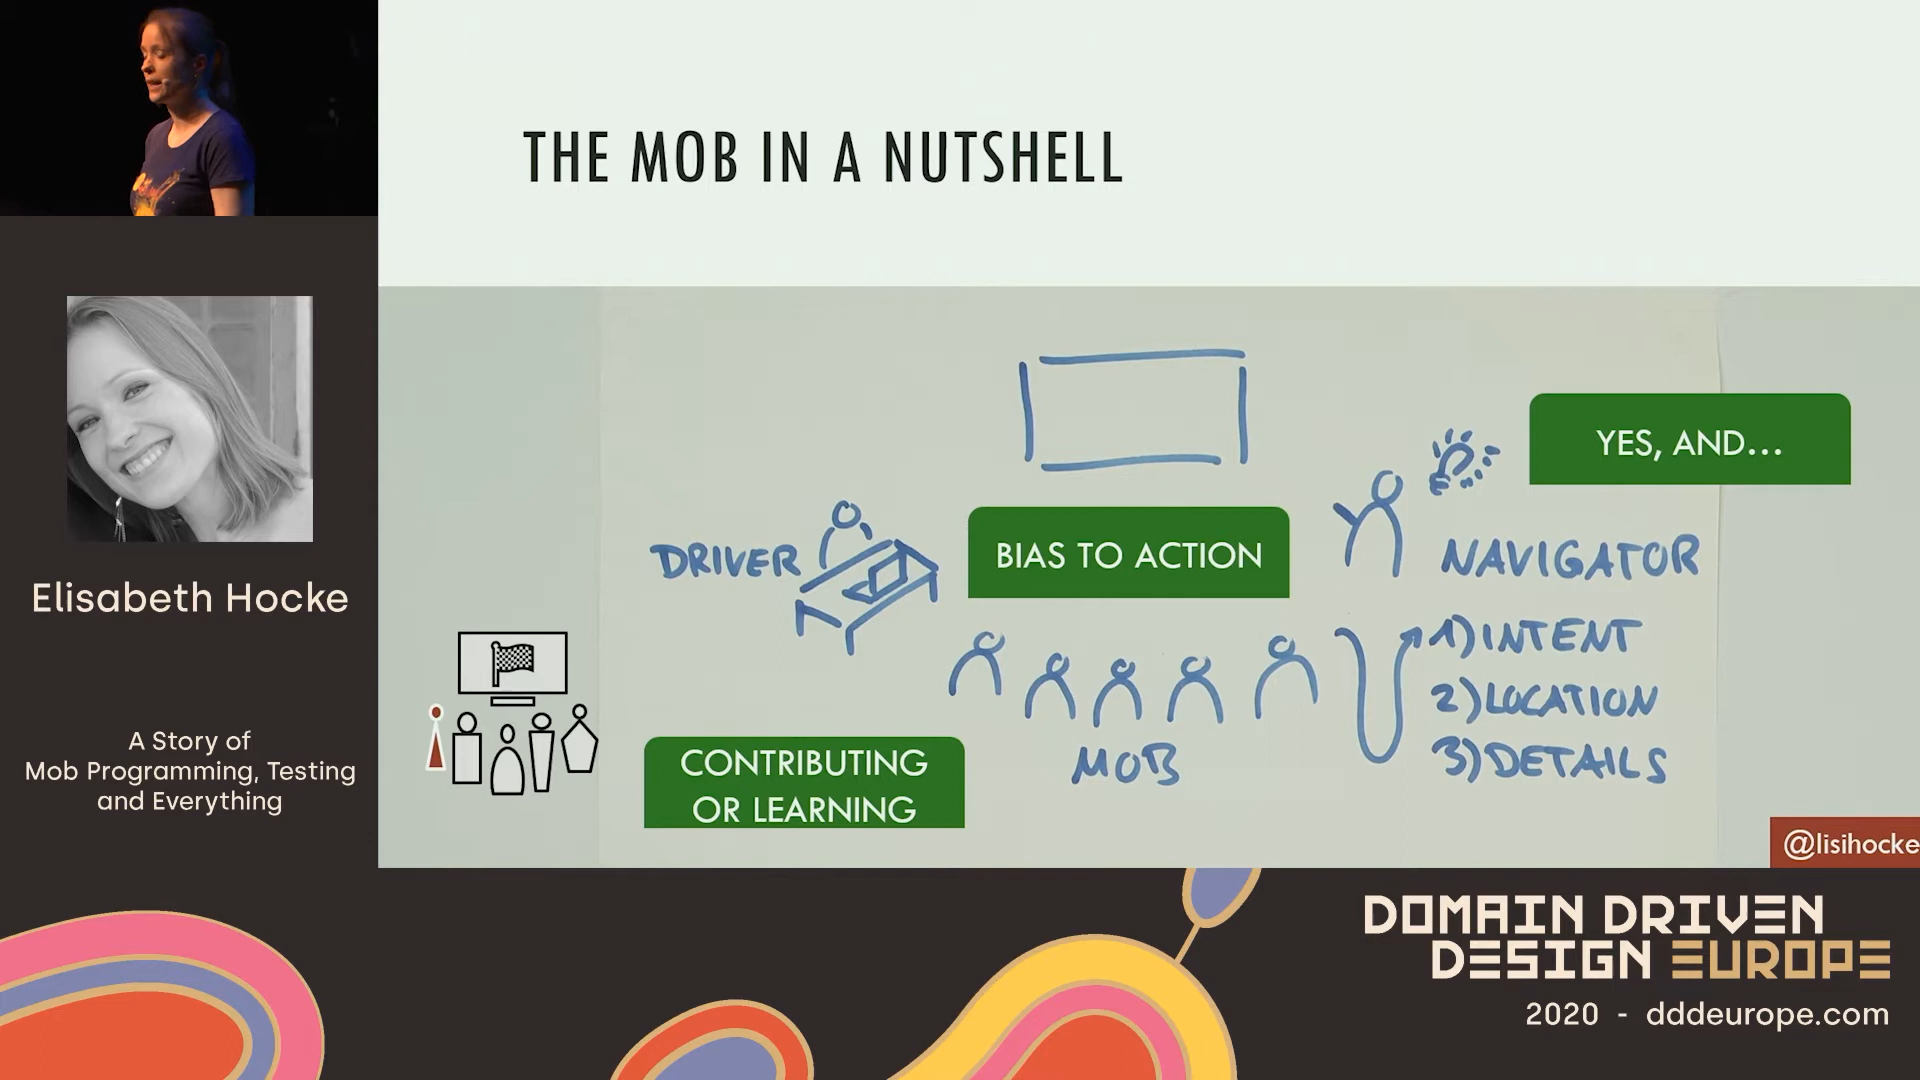 THE MOB IN A NUTSHELL
YES, AND...
BIAS TO ACTION
DRIVER
NAVIGATOR
1) INTENT
2) LOCATION
3) DETAILS
MOB
CONTRIBUTING
OR LEARNING
@lisihocke
Elisabeth Hocke
A Story of
Mob Programming, Testing
and Everything
DOMAIN DRIVEN
DESIGN EUROPE
2020 - dddeurope.com